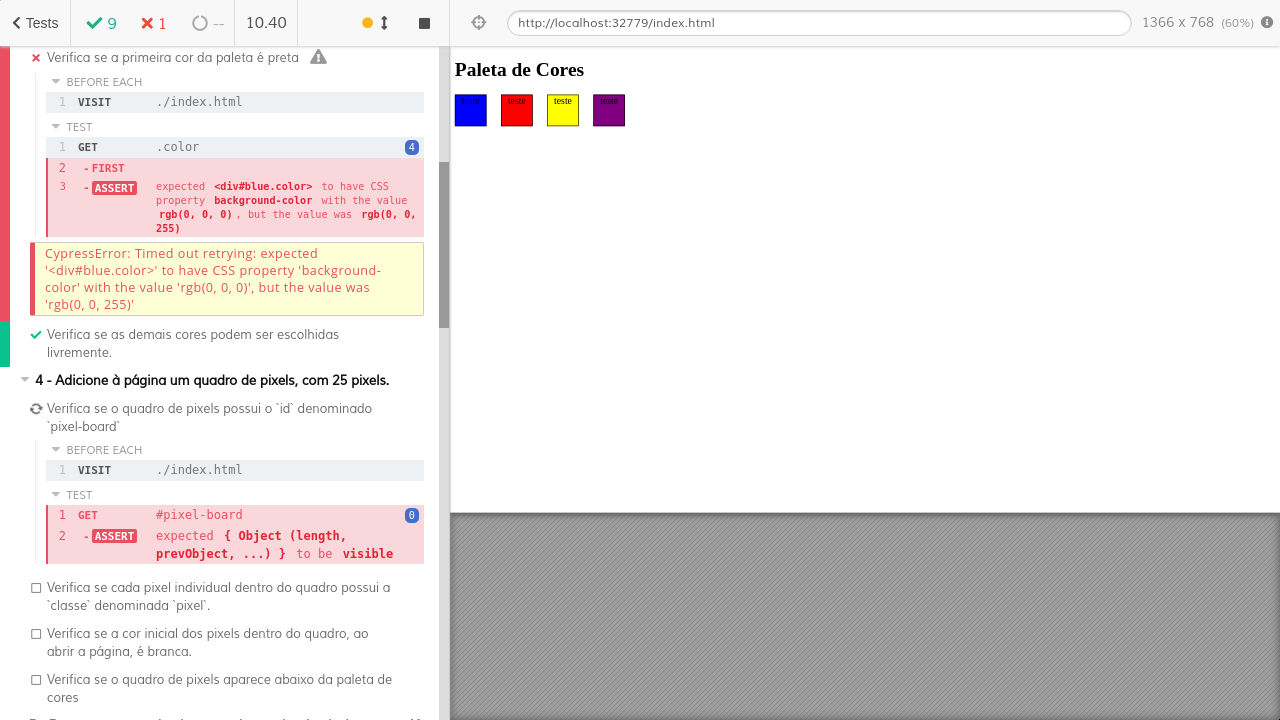 Tests 9 1 -- 10.40
http://localhost:32779/index.html 1366 x 768 (60%)
Verifica se a primeira cor da paleta é preta
BEFORE EACH
1 VISIT ./index.html
TEST
1 GET .color 4
2 - FIRST
3 - ASSERT expected <div#blue.color> to have CSS
property background-color with the value
rgb(0, 0, 0) , but the value was rgb(0, 0,
255)
CypressError: Timed out retrying: expected
'<div#blue.color>' to have CSS property 'background-
color' with the value 'rgb(0, 0, 0)', but the value was
'rgb(0, 0, 255)'
Verifica se as demais cores podem ser escolhidas
livremente.
4 - Adicione à página um quadro de pixels, com 25 pixels.
Verifica se o quadro de pixels possui o `id` denominado
`pixel-board`
BEFORE EACH
1 VISIT ./index.html
TEST
1 GET #pixel-board 0
2 - ASSERT expected { Object (length,
prevObject, ...) } to be visible
Verifica se cada pixel individual dentro do quadro possui a
`classe` denominada `pixel`.
Verifica se a cor inicial dos pixels dentro do quadro, ao
abrir a página, é branca.
Verifica se o quadro de pixels aparece abaixo da paleta de
cores
Paleta de Cores
teste teste teste teste